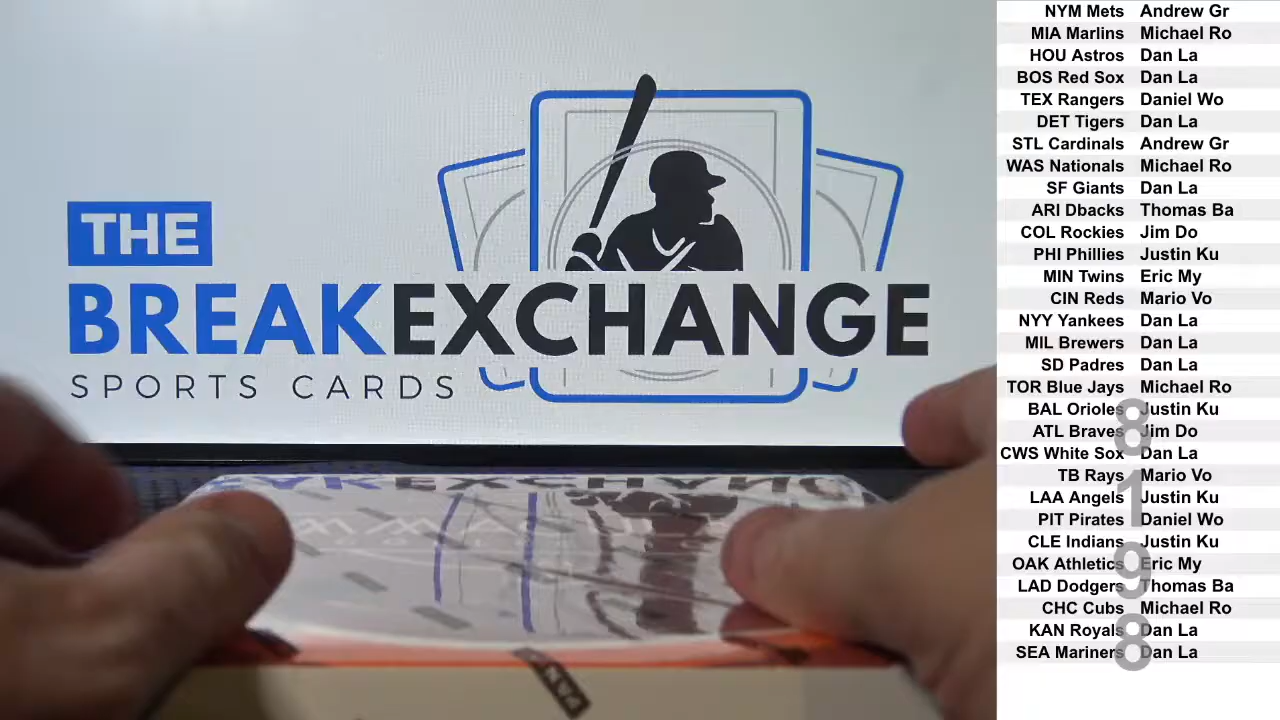 THE
BREAKEXCHANGE
SPORTS CARDS
NYM Mets Andrew Gr
MIA Marlins Michael Ro
HOU Astros Dan La
BOS Red Sox Dan La
TEX Rangers Daniel Wo
DET Tigers Dan La
STL Cardinals Andrew Gr
WAS Nationals Michael Ro
SF Giants Dan La
ARI Dbacks Thomas Ba
COL Rockies Jim Do
PHI Phillies Justin Ku
MIN Twins Eric My
CIN Reds Mario Vo
NYY Yankees Dan La
MIL Brewers Dan La
SD Padres Dan La
TOR Blue Jays Michael Ro
BAL Orioles Justin Ku
ATL Braves Jim Do
CWS White Sox Dan La
TB Rays Mario Vo
LAA Angels Justin Ku
PIT Pirates Daniel Wo
CLE Indians Justin Ku
OAK Athletics Eric My
LAD Dodgers Thomas Ba
CHC Cubs Michael Ro
KAN Royals Dan La
SEA Mariners Dan La
8198